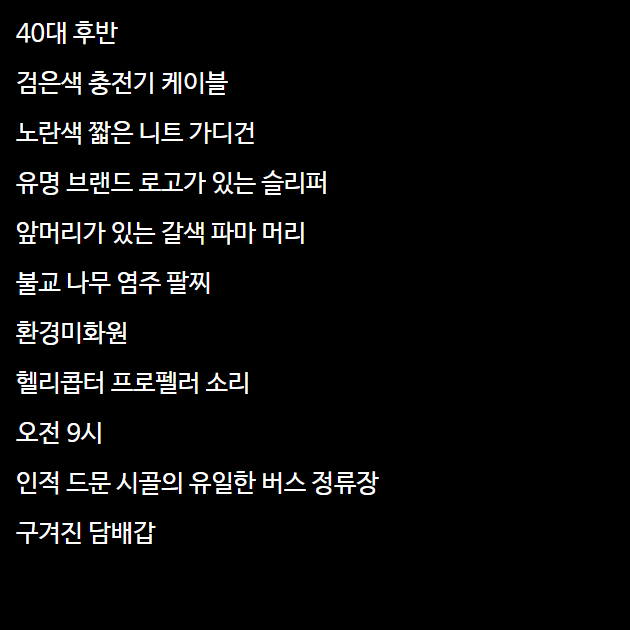 40대 후반
검은색 충전기 케이블
노란색 짧은 니트 가디건
유명 브랜드 로고가 있는 슬리퍼
앞머리가 있는 갈색 파마 머리
불교 나무 염주 팔찌
환경미화원
헬리콥터 프로펠러 소리
오전 9시
인적 드문 시골의 유일한 버스 정류장
구겨진 담배갑